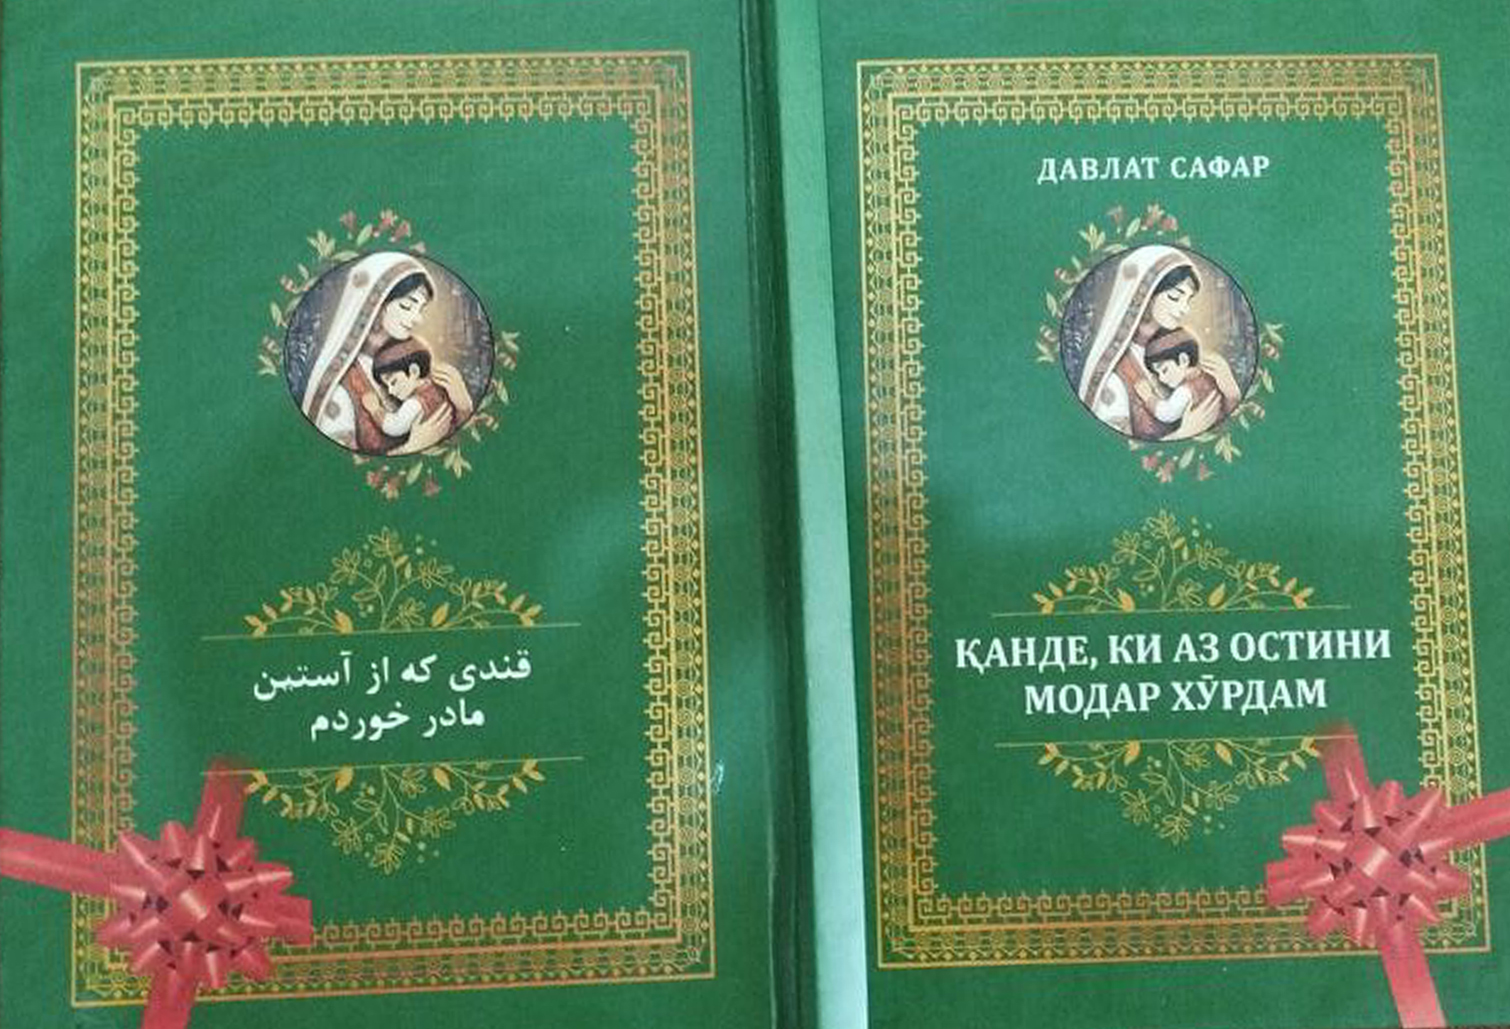 قندی که از آستین
مادر خوردم
ДАВЛАТ САФАР
ҚАНДЕ, КИ АЗ ОСТИНИ
МОДАР ХӮРДАМ